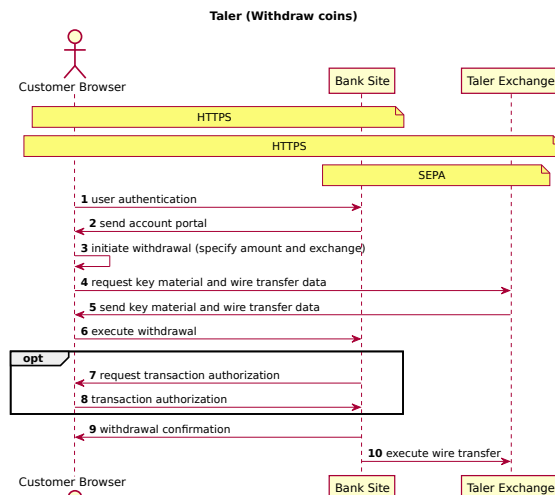 Taler (Withdraw coins)
Customer Browser
Bank Site
Taler Exchange
HTTPS
HTTPS
SEPA
1 user authentication
2 send account portal
3 initiate withdrawal (specify amount and exchange)
4 request key material and wire transfer data
5 send key material and wire transfer data
6 execute withdrawal
opt
7 request transaction authorization
8 transaction authorization
9 withdrawal confirmation
10 execute wire transfer
Customer Browser
Bank Site
Taler Exchange